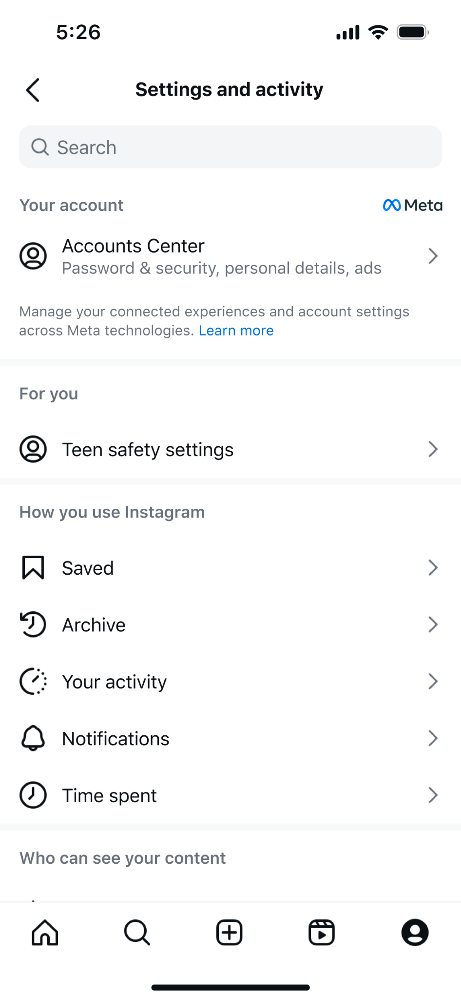 5:26
Settings and activity
Search
Your account
Meta
Accounts Center
Password & security, personal details, ads
Manage your connected experiences and account settings
across Meta technologies. Learn more
For you
Teen safety settings
How you use Instagram
Saved
Archive
Your activity
Notifications
Time spent
Who can see your content